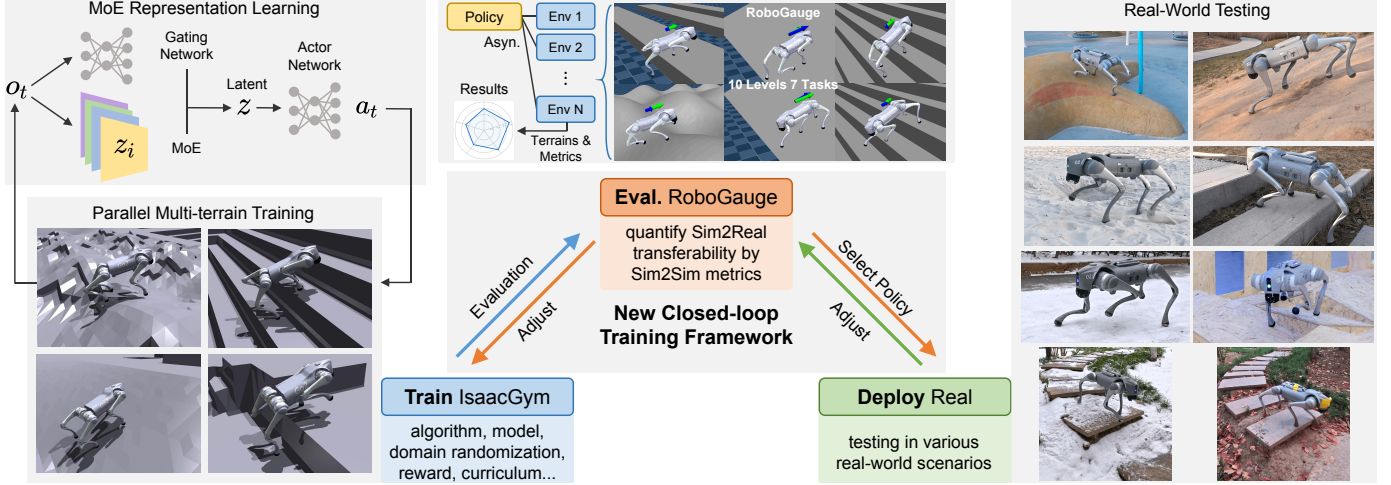 MoE Representation Learning
o_t
Gating
Network
Actor
Network
Latent
z
a_t
z_i
MoE
Parallel Multi-terrain Training
Policy
Asyn.
Env 1
Env 2
⋮
Env N
Results
Terrains &
Metrics
RoboGauge
10 Levels 7 Tasks
Eval. RoboGauge
quantify Sim2Real
transferability by
Sim2Sim metrics
New Closed-loop
Training Framework
Evaluation
Adjust
Select Policy
Adjust
Train IsaacGym
algorithm, model,
domain randomization,
reward, curriculum...
Deploy Real
testing in various
real-world scenarios
Real-World Testing